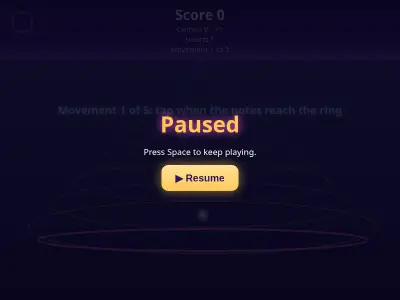 Score 0
Movement 1 of 5: tap when the notes reach the ring
Paused
Press Space to keep playing.
▶ Resume